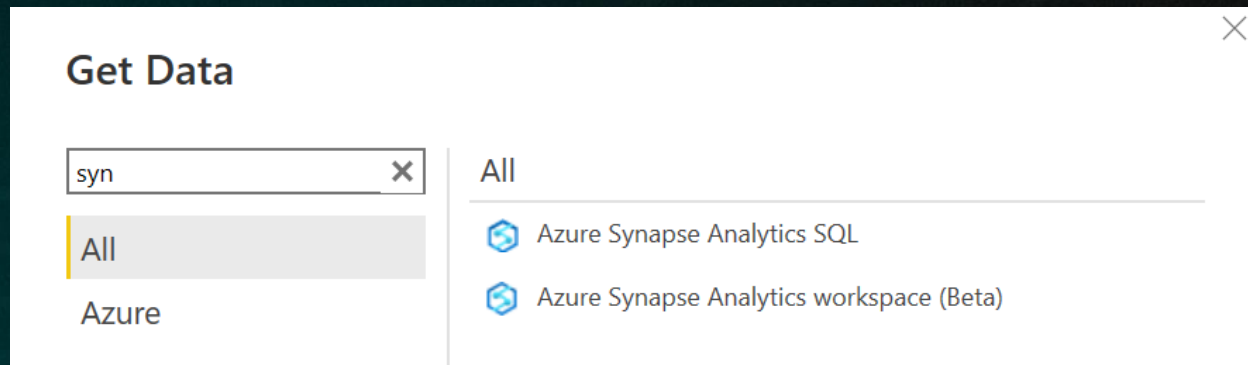 Get Data
syn
All
Azure
All
Azure Synapse Analytics SQL
Azure Synapse Analytics workspace (Beta)